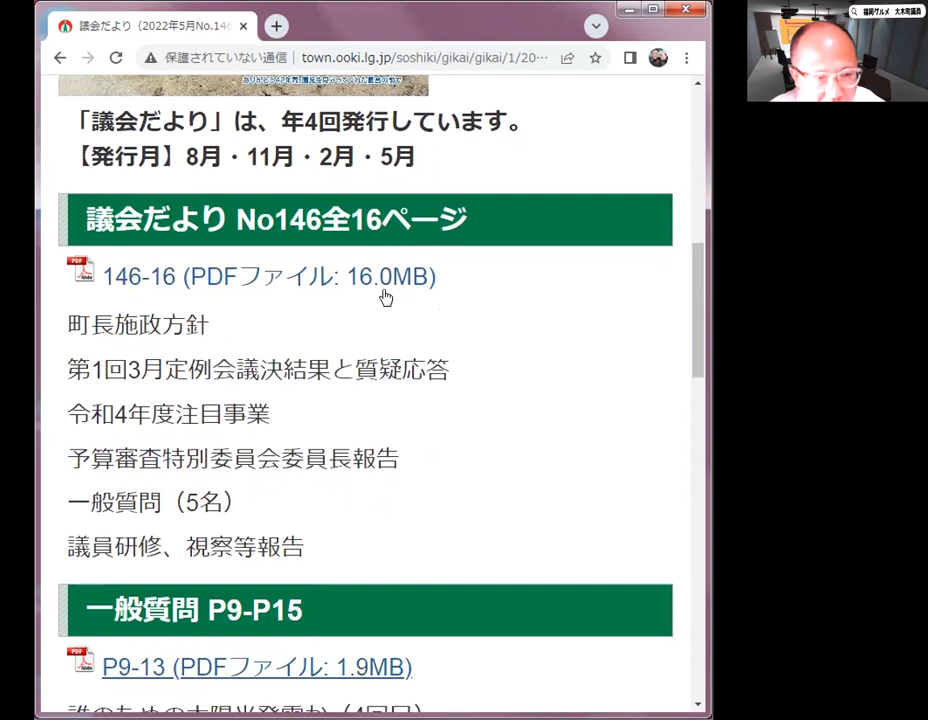 議会だより（2022年5月No.146
保護されていない通信
town.ooki.lg.jp/soshiki/gikai/gikai/1/20...
福岡グルメ 大木町議員
「議会だより」は、年4回発行しています。
【発行月】8月・11月・2月・5月
議会だより No146全16ページ
PDF
146-16 (PDFファイル: 16.0MB)
町長施政方針
第1回3月定例会議決結果と質疑応答
令和4年度注目事業
予算審査特別委員会委員長報告
一般質問（5名）
議員研修、視察等報告
一般質問 P9-P15
PDF
P9-13 (PDFファイル: 1.9MB)